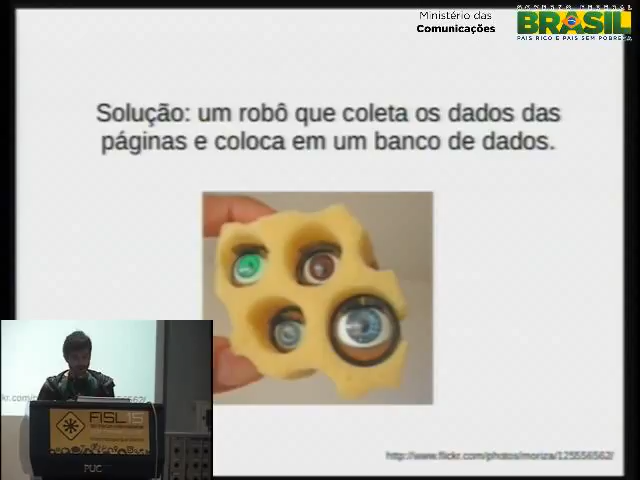 Ministério das
Comunicações
BRASIL
PAÍS RICO É PAÍS SEM POBREZA
Solução: um robô que coleta os dados das
páginas e coloca em um banco de dados.
http://www.flickr.com/photos/moriza/125556562/
FISL15
PUC